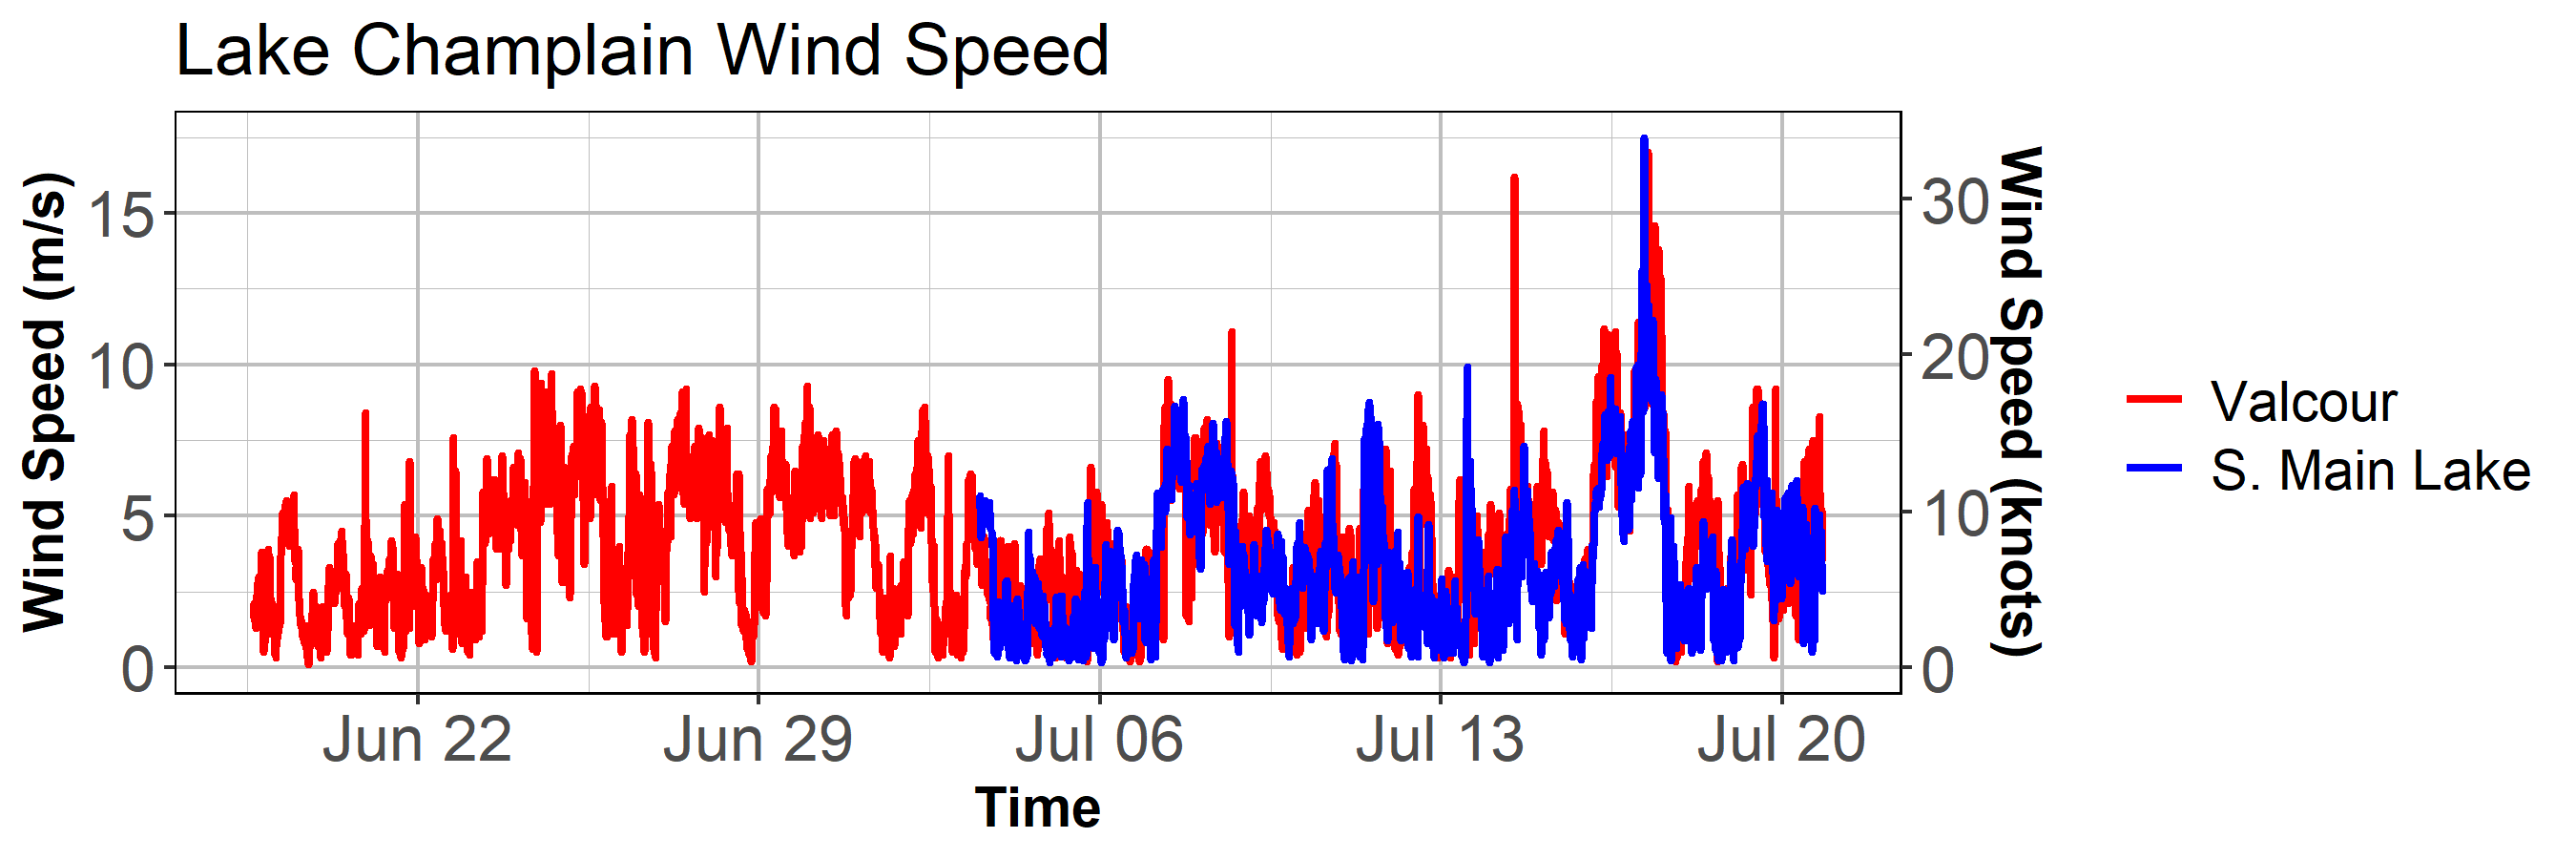 Lake Champlain Wind Speed
Wind Speed (m/s)
15
10
5
0
30
20
10
0
Wind Speed (knots)
Jun 22 Jun 29 Jul 06 Jul 13 Jul 20
Time
Valcour
S. Main Lake